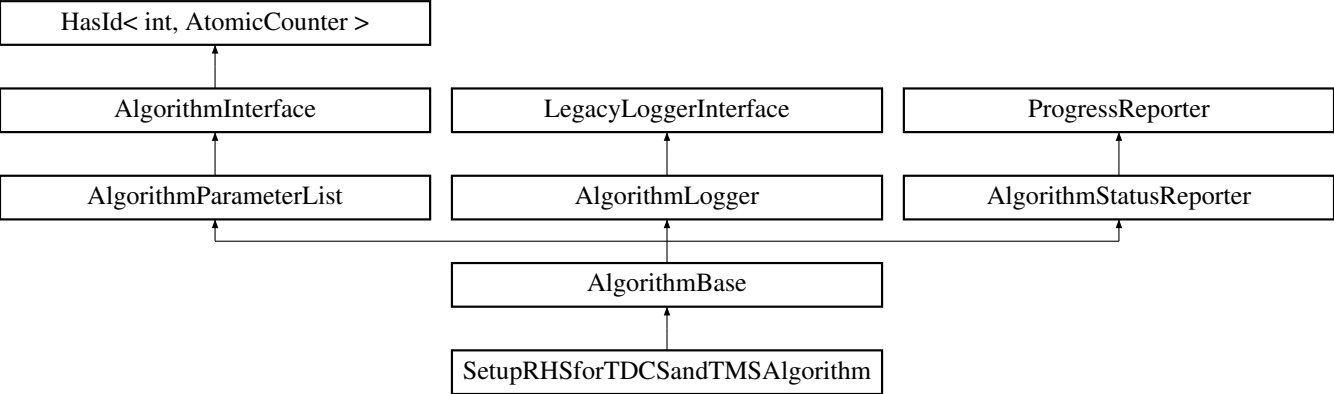 HasId< int, AtomicCounter >
AlgorithmInterface
LegacyLoggerInterface
ProgressReporter
AlgorithmParameterList
AlgorithmLogger
AlgorithmStatusReporter
AlgorithmBase
SetupRHSforTDCSandTMSAlgorithm